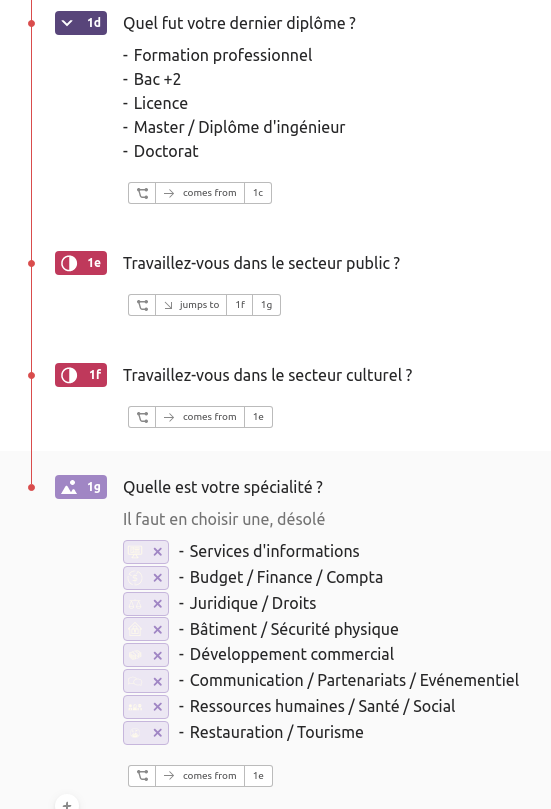 1d Quel fut votre dernier diplôme ?
- Formation professionnel
- Bac +2
- Licence
- Master / Diplôme d'ingénieur
- Doctorat
comes from 1c
1e Travaillez-vous dans le secteur public ?
jumps to 1f 1g
1f Travaillez-vous dans le secteur culturel ?
comes from 1e
1g Quelle est votre spécialité ?
Il faut en choisir une, désolé
- Services d'informations
- Budget / Finance / Compta
- Juridique / Droits
- Bâtiment / Sécurité physique
- Développement commercial
- Communication / Partenariats / Evénementiel
- Ressources humaines / Santé / Social
- Restauration / Tourisme
comes from 1e